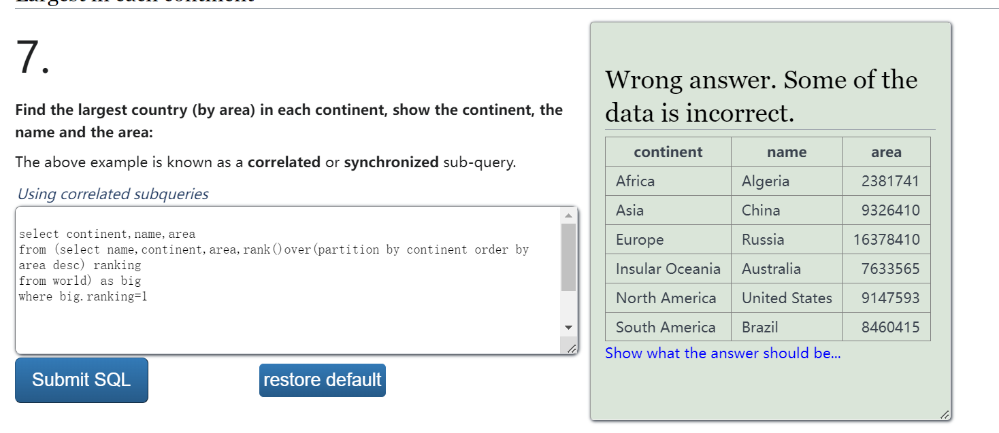 Largest in each continent
7.
Find the largest country (by area) in each continent, show the continent, the
name and the area:
The above example is known as a correlated or synchronized sub-query.
Using correlated subqueries
select continent,name,area
from (select name,continent,area,rank()over(partition by continent order by
area desc) ranking
from world) as big
where big.ranking=1
Submit SQL
restore default
Wrong answer. Some of the
data is incorrect.
continent name area
Africa Algeria 2381741
Asia China 9326410
Europe Russia 16378410
Insular Oceania Australia 7633565
North America United States 9147593
South America Brazil 8460415
Show what the answer should be...